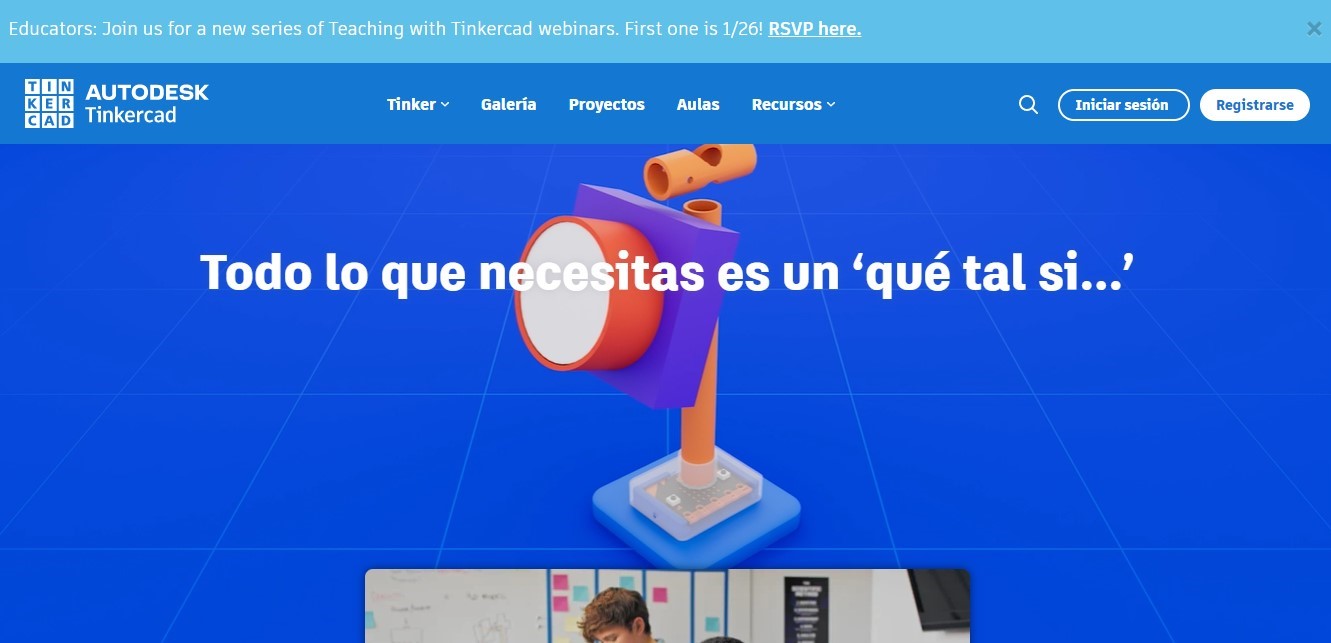 Educators: Join us for a new series of Teaching with Tinkercad webinars. First one is 1/26! RSVP here.
TIN
KER
CAD
AUTODESK
Tinkercad
Tinker
Galería
Proyectos
Aulas
Recursos
Iniciar sesión
Registrarse
Todo lo que necesitas es un ‘qué tal si...’